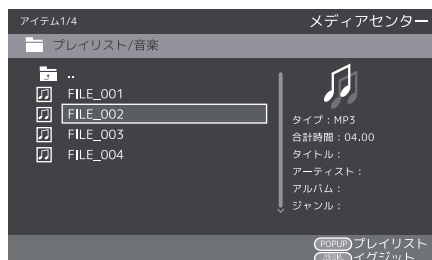 アイテム1/4
メディアセンター
プレイリスト/音楽
..
FILE_001
FILE_002
FILE_003
FILE_004
タイプ：MP3
合計時間：04.00
タイトル：
アーティスト：
アルバム：
ジャンル：
POPUP プレイリスト
MEDIA イグジット